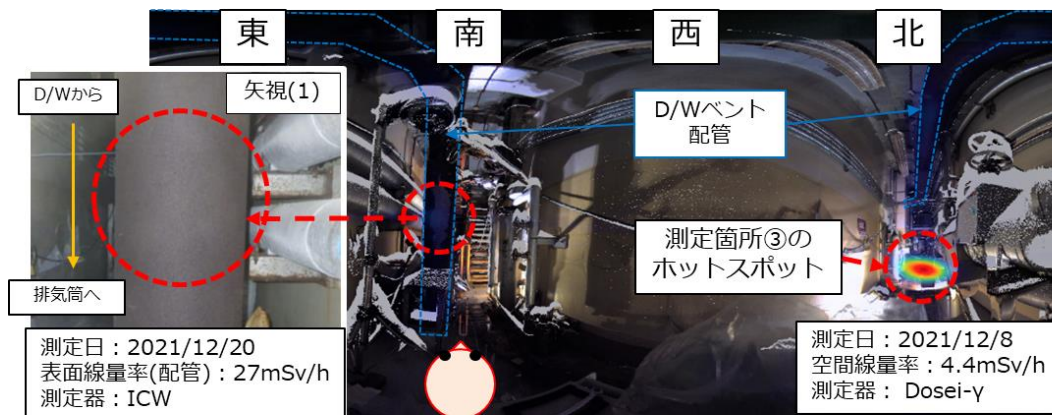 東
南
西
北
D/Wから
矢視(1)
排気筒へ
D/Wベント
配管
測定箇所③の
ホットスポット
測定日：2021/12/20
表面線量率(配管)：27mSv/h
測定器：ICW
測定日：2021/12/8
空間線量率：4.4mSv/h
測定器： Dosei-γ